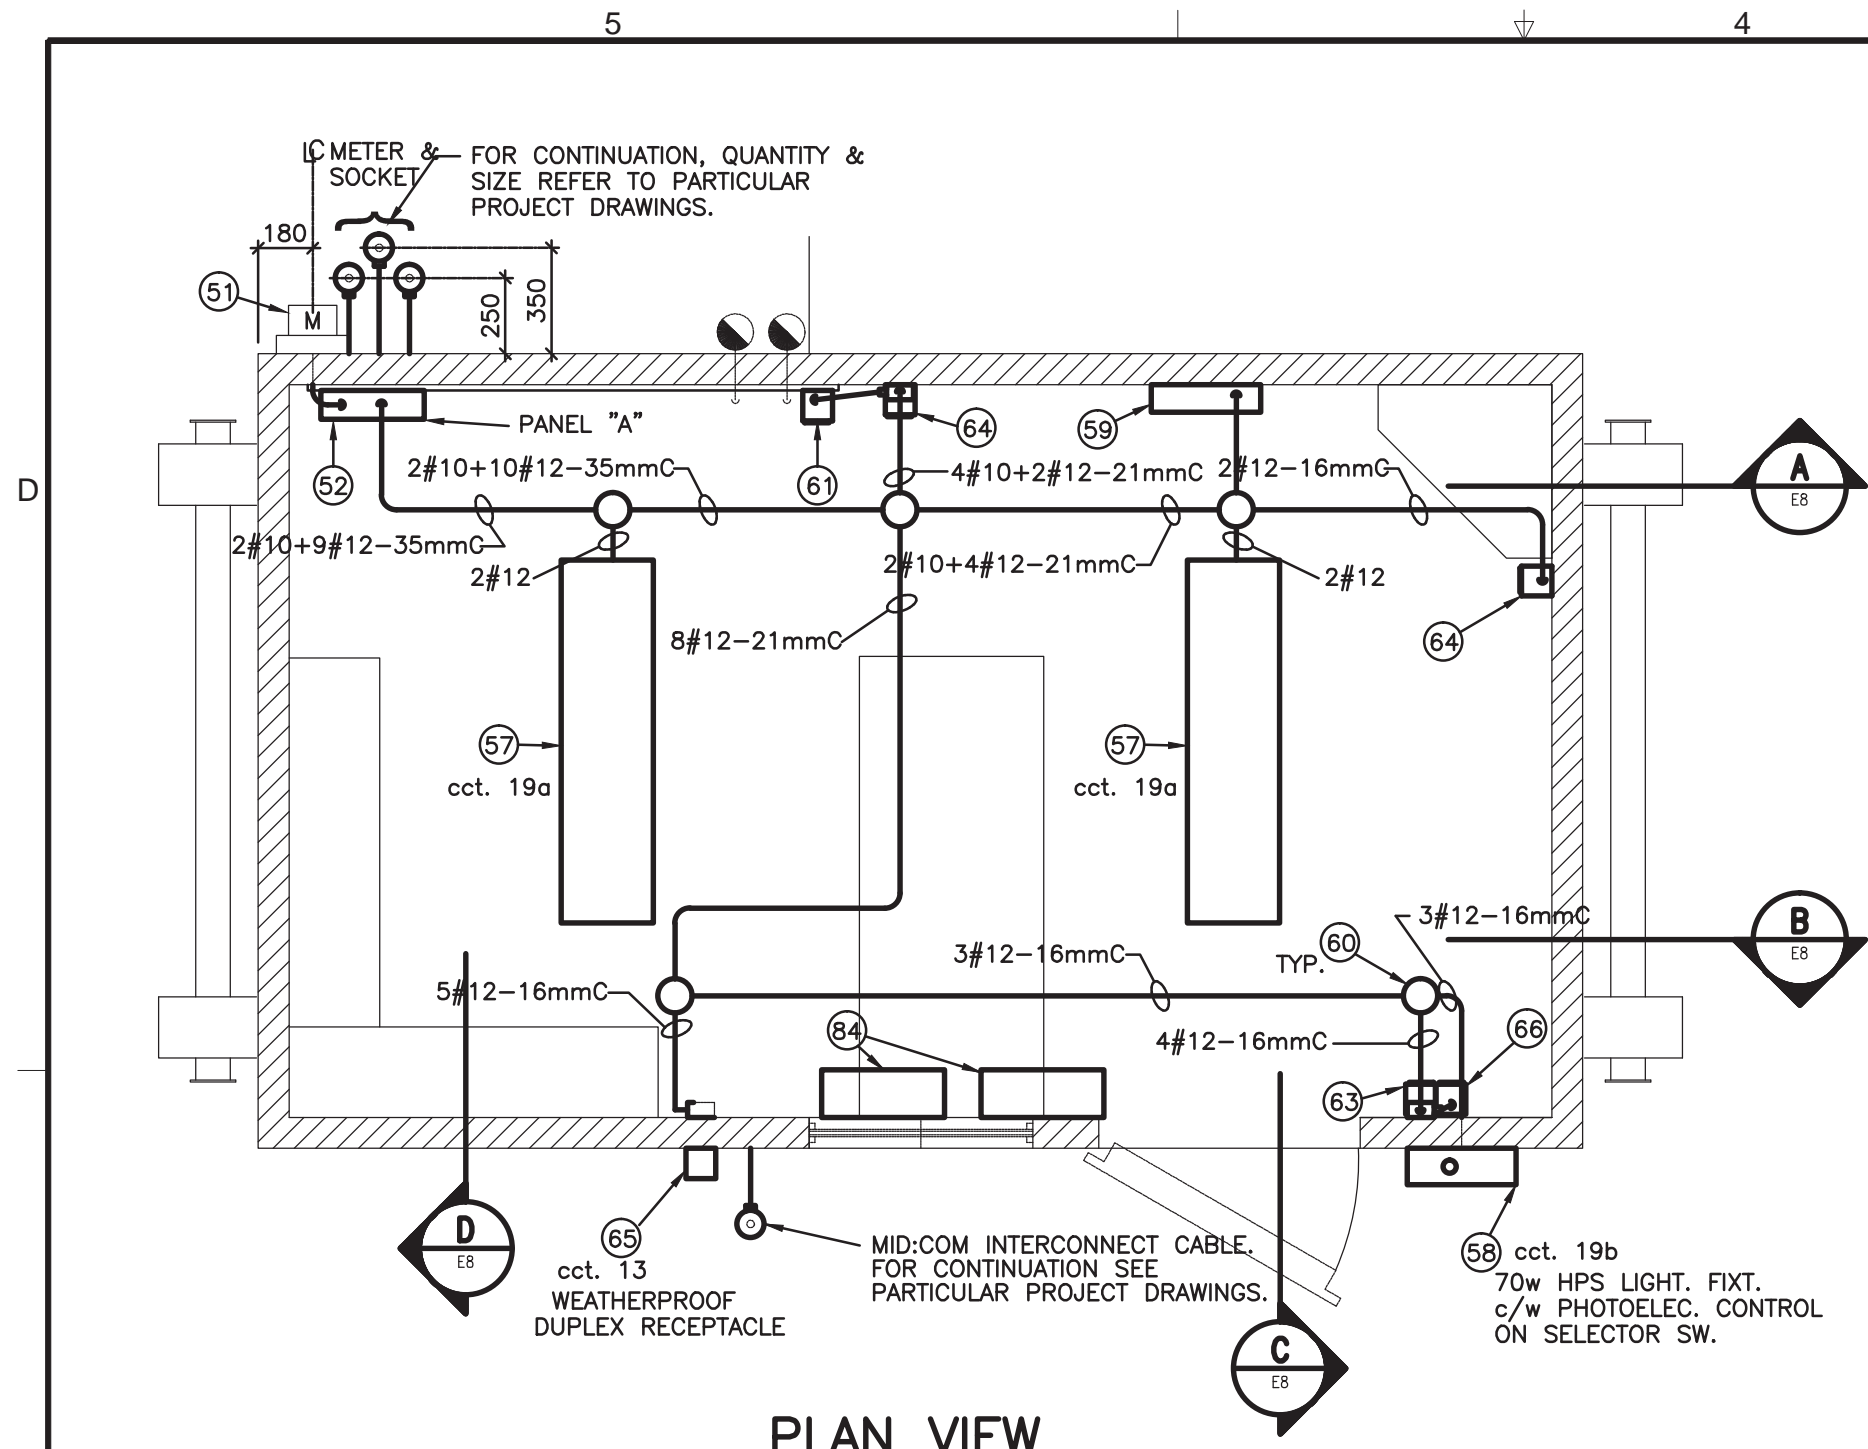 5
4
D
LC METER &
SOCKET
FOR CONTINUATION, QUANTITY &
SIZE REFER TO PARTICULAR
PROJECT DRAWINGS.
180
350
250
51
M
PANEL "A"
52
61
64
59
2#10+10#12-35mmC
4#10+2#12-21mmC
2#12-16mmC
A
E8
2#10+9#12-35mmC
2#12
2#10+4#12-21mmC
2#12
64
8#12-21mmC
57
cct. 19a
57
cct. 19a
3#12-16mmC
B
E8
60
TYP.
3#12-16mmC
5#12-16mmC
84
4#12-16mmC
66
63
D
E8
65
cct. 13
WEATHERPROOF
DUPLEX RECEPTACLE
MID:COM INTERCONNECT CABLE.
FOR CONTINUATION SEE
PARTICULAR PROJECT DRAWINGS.
58
cct. 19b
70w HPS LIGHT. FIXT.
c/w PHOTOELEC. CONTROL
ON SELECTOR SW.
C
E8
PLAN VIEW